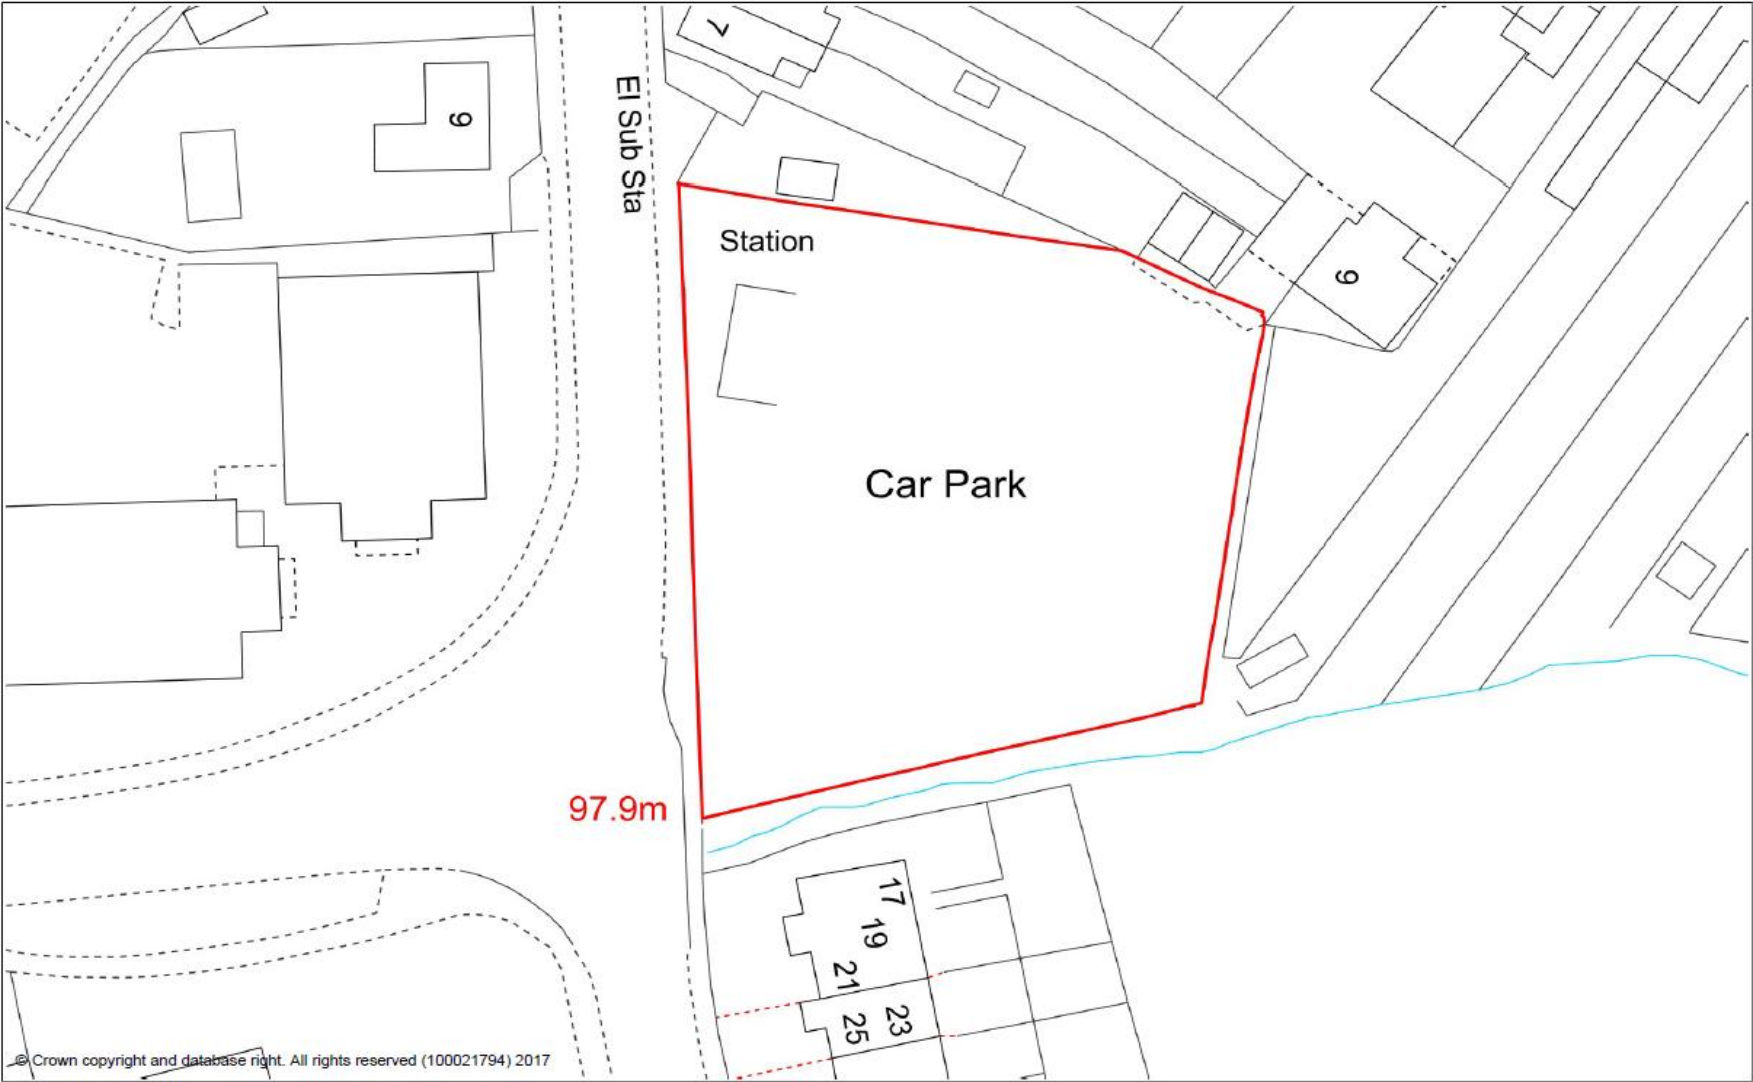 7
9
El Sub Sta
Station
9
Car Park
97.9m
17
19
21
23
25
© Crown copyright and database right. All rights reserved (100021794) 2017